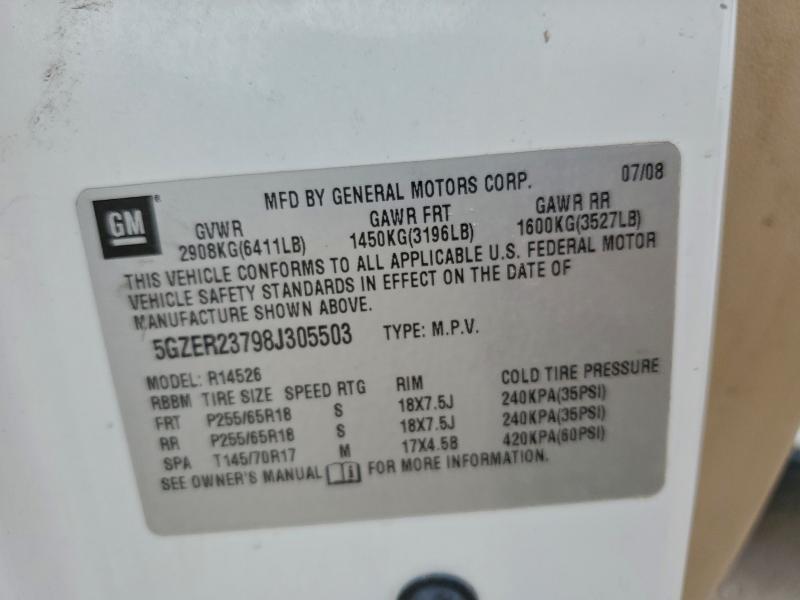 MFD BY GENERAL MOTORS CORP. 07/08
GM
GVWR GAWR FRT GAWR RR
2908KG(6411LB) 1450KG(3196LB) 1600KG(3527LB)
THIS VEHICLE CONFORMS TO ALL APPLICABLE U.S. FEDERAL MOTOR
VEHICLE SAFETY STANDARDS IN EFFECT ON THE DATE OF
MANUFACTURE SHOWN ABOVE.
5GZER23798J305503 TYPE: M.P.V.
MODEL: R14526
RBBM TIRE SIZE SPEED RTG RIM COLD TIRE PRESSURE
FRT P255/65R18 S 18X7.5J 240KPA(35PSI)
RR P255/65R18 S 18X7.5J 240KPA(35PSI)
SPA T145/70R17 M 17X4.5B 420KPA(60PSI)
SEE OWNER'S MANUAL FOR MORE INFORMATION.